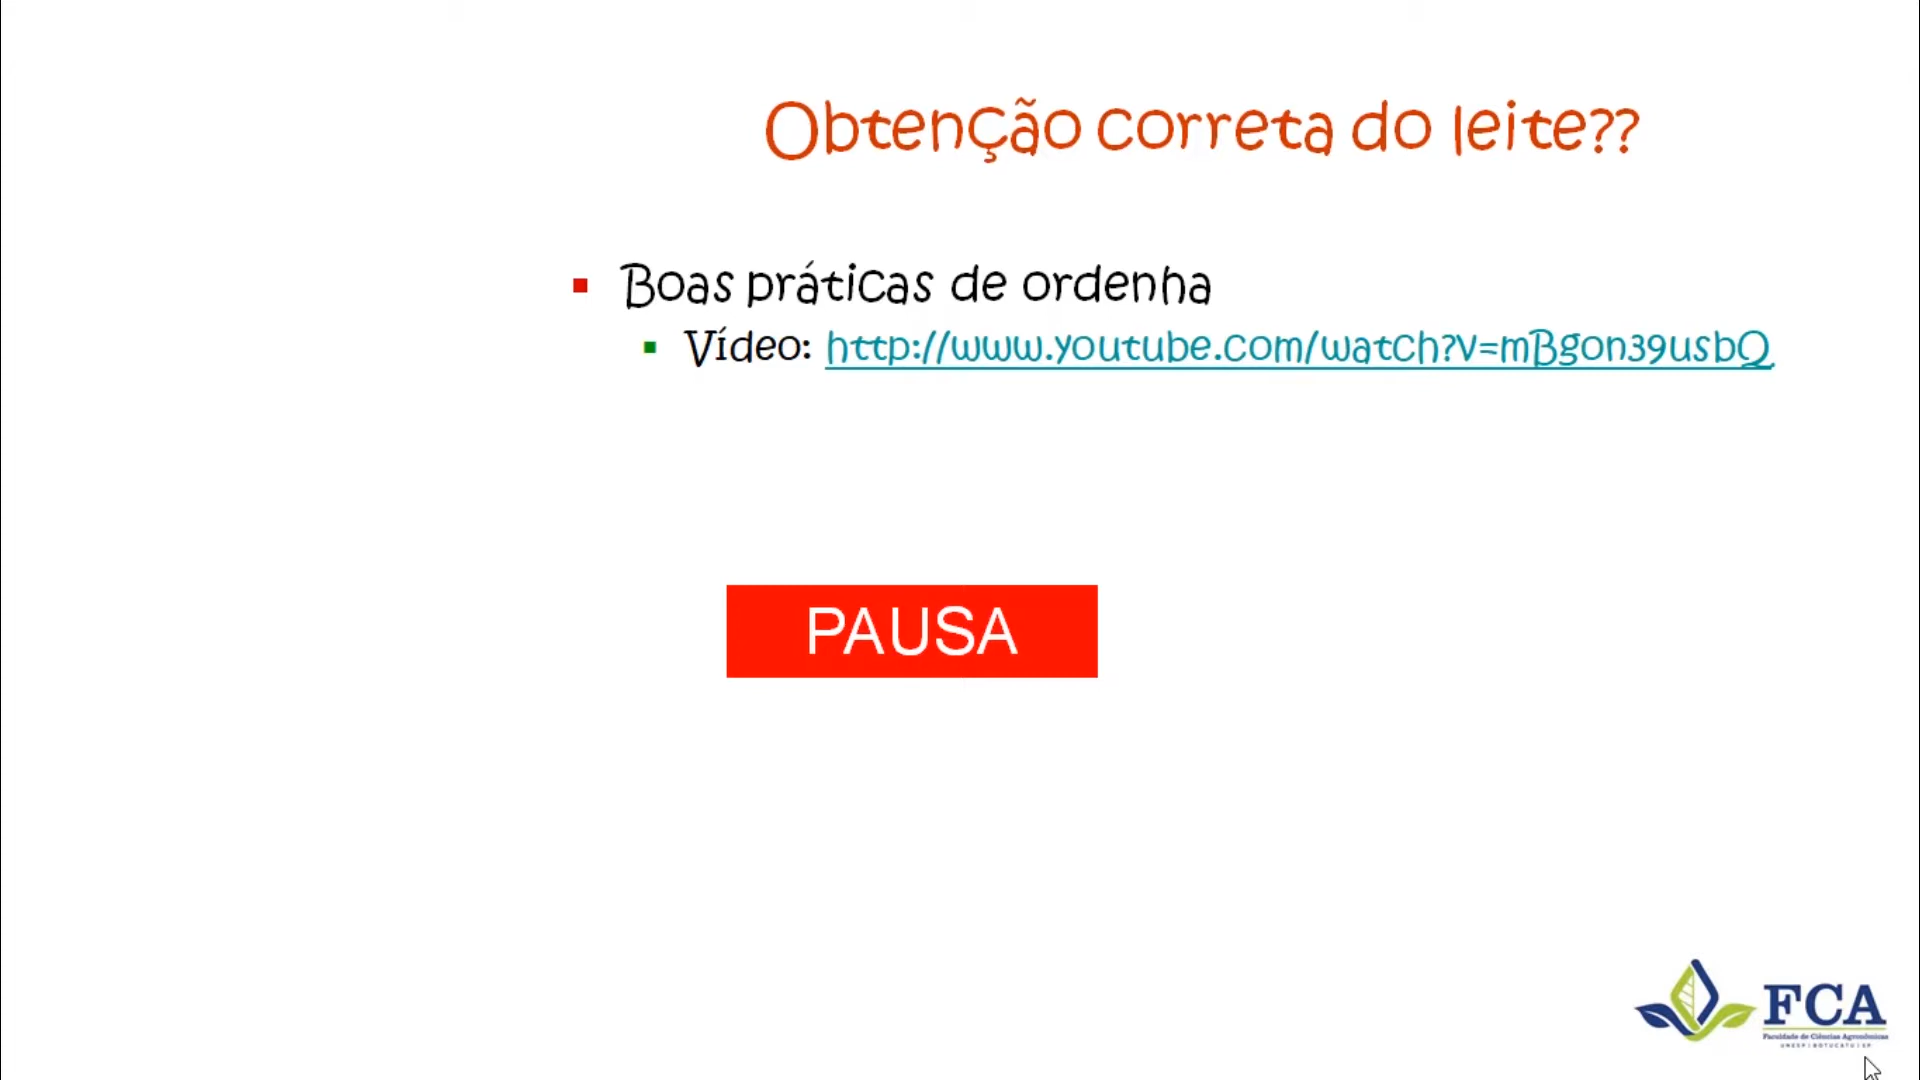 Obtenção correta do leite??
Boas práticas de ordenha
Vídeo: http://www.youtube.com/watch?v=mBgon39usbQ
PAUSA
FCA
Faculdade de Ciências Agronômicas
UNESP | BOTUCATU | SP